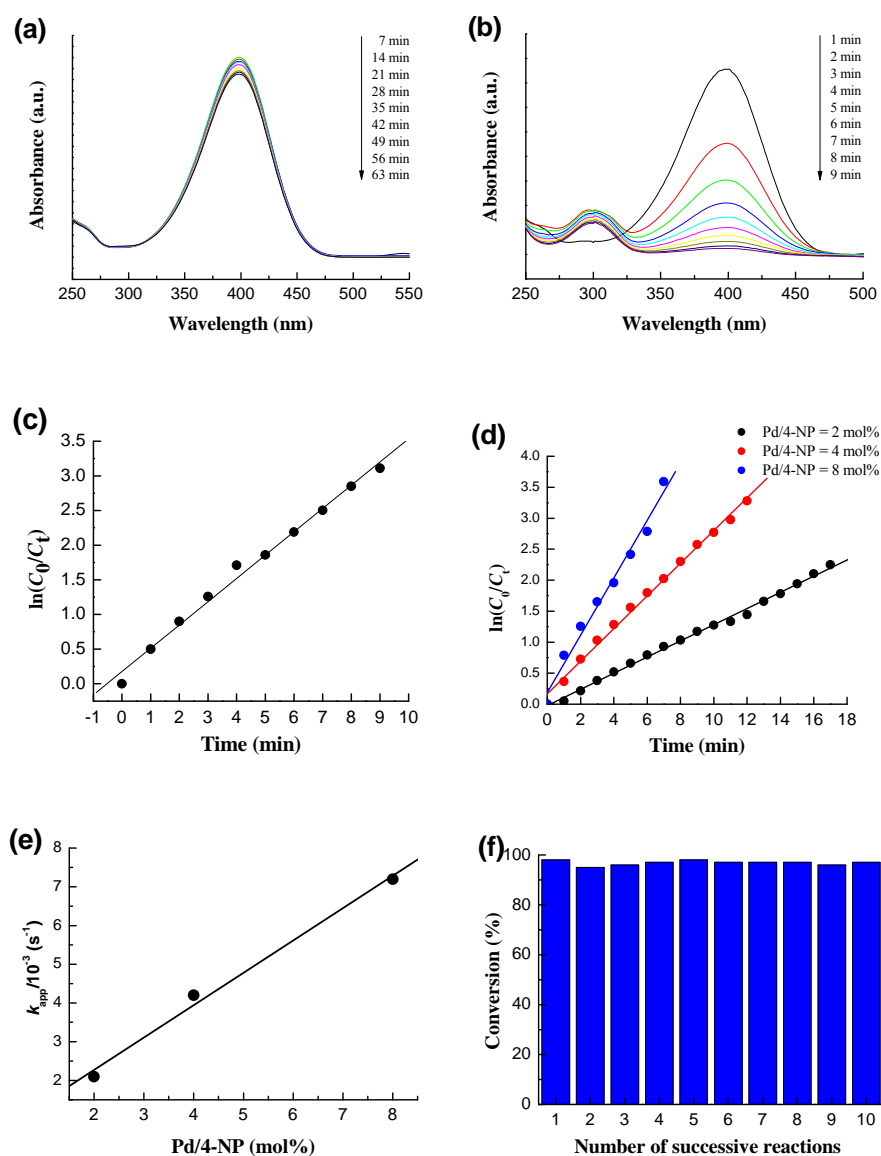 (a)
7 min
14 min
21 min
28 min
35 min
42 min
49 min
56 min
63 min
Absorbance (a.u.)
250 300 350 400 450 500 550
Wavelength (nm)
(b)
1 min
2 min
3 min
4 min
5 min
6 min
7 min
8 min
9 min
Absorbance (a.u.)
250 300 350 400 450 500
Wavelength (nm)
(c)
3.5
3.0
2.5
2.0
1.5
1.0
0.5
0.0
ln(C0/Ct)
-1 0 1 2 3 4 5 6 7 8 9 10
Time (min)
(d)
Pd/4-NP = 2 mol%
Pd/4-NP = 4 mol%
Pd/4-NP = 8 mol%
4.0
3.5
3.0
2.5
2.0
1.5
1.0
0.5
0.0
ln(C0/Ct)
0 2 4 6 8 10 12 14 16 18
Time (min)
(e)
8
7
6
5
4
3
2
kapp/10-3 (s-1)
2 3 4 5 6 7 8
Pd/4-NP (mol%)
(f)
100
80
60
40
20
0
Conversion (%)
1 2 3 4 5 6 7 8 9 10
Number of successive reactions